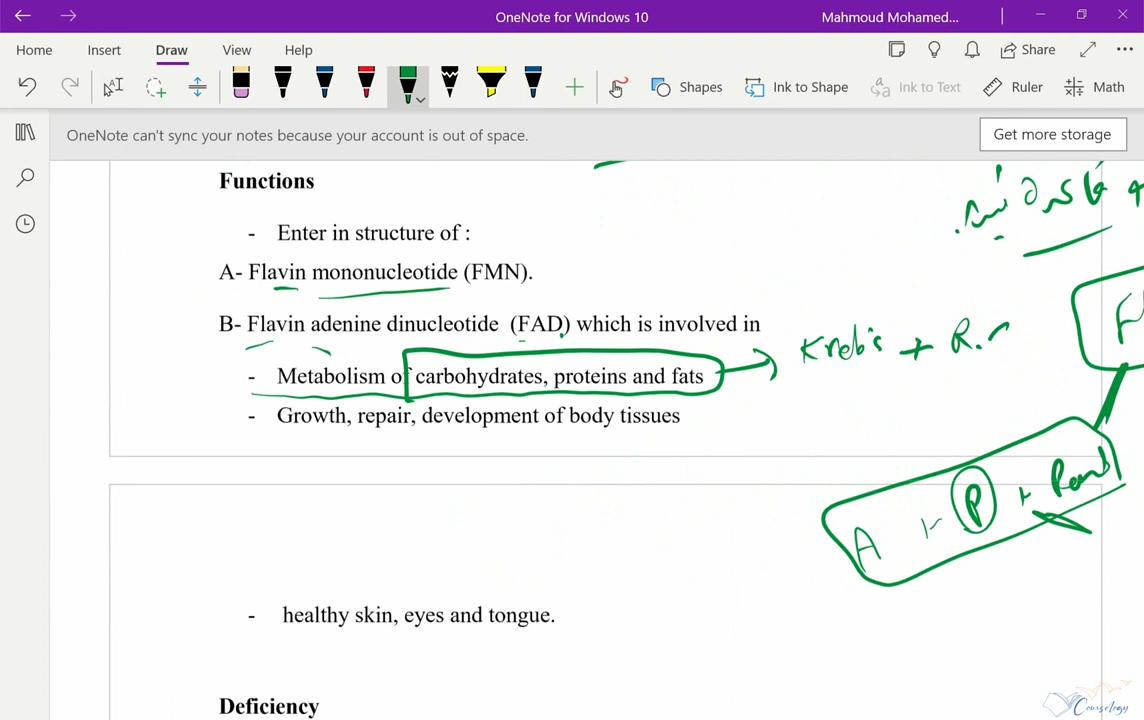 OneNote for Windows 10
Mahmoud Mohamed...
Home Insert Draw View Help
Share
Shapes Ink to Shape Ink to Text Ruler Math
OneNote can't sync your notes because your account is out of space.
Get more storage
Functions
- Enter in structure of :
A- Flavin mononucleotide (FMN).
B- Flavin adenine dinucleotide (FAD) which is involved in
- Metabolism of carbohydrates, proteins and fats
Kreb's + R.
- Growth, repair, development of body tissues
A + P +
- healthy skin, eyes and tongue.
Deficiency
Coursology